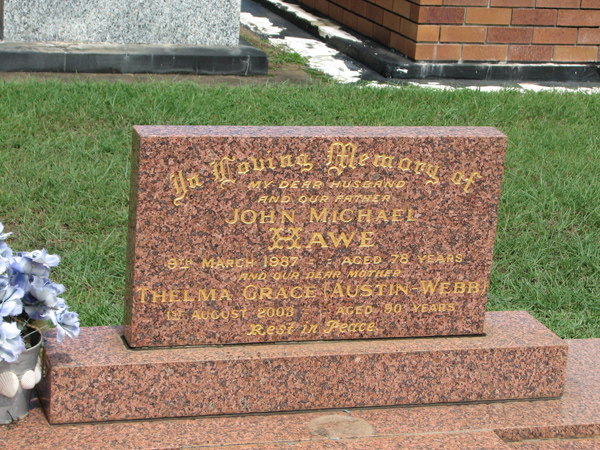 In Loving Memory of
MY DEAR HUSBAND
AND OUR FATHER
JOHN MICHAEL
HAWE
8TH MARCH 1987 : AGED 78 YEARS
AND OUR DEAR MOTHER
THELMA GRACE (AUSTIN-WEBB)
1ST AUGUST 2003 : AGED 90 YEARS
Rest in Peace.